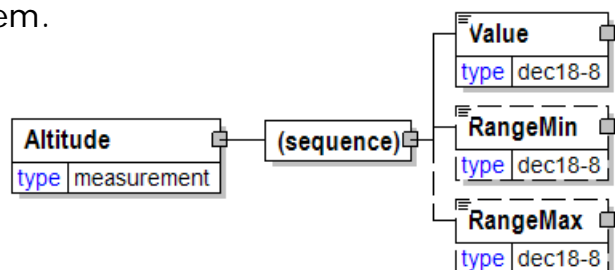 em.
Value
type dec18-8
RangeMin
type dec18-8
Altitude
type measurement
(sequence)
RangeMax
type dec18-8